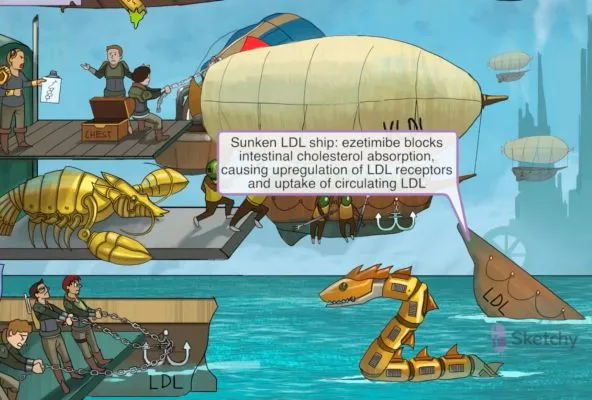 VLDL
Sunken LDL ship: ezetimibe blocks
intestinal cholesterol absorption,
causing upregulation of LDL receptors
and uptake of circulating LDL
CHEST
LDL
Sketchy
LDL